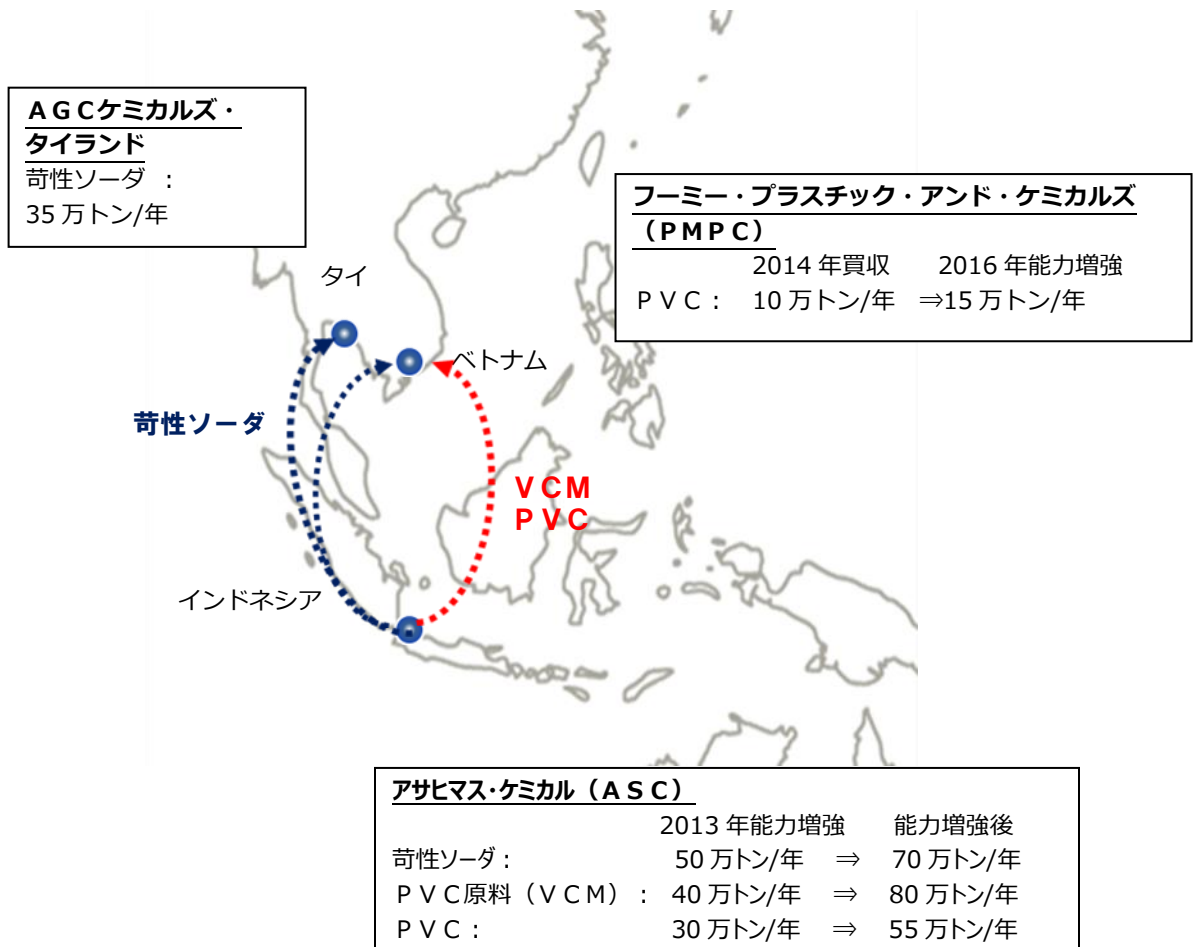 ＡＧＣケミカルズ・
タイランド
苛性ソーダ ：
35 万トン/年
フーミー・プラスチック・アンド・ケミカルズ
（ＰＭＰＣ）
2014 年買収 2016 年能力増強
ＰＶＣ： 10 万トン/年 ⇒15 万トン/年
タイ
ベトナム
苛性ソーダ
ＶＣＭ
ＰＶＣ
インドネシア
アサヒマス・ケミカル（ＡＳＣ）
2013 年能力増強 能力増強後
苛性ソーダ： 50 万トン/年 ⇒ 70 万トン/年
ＰＶＣ原料（ＶＣＭ）： 40 万トン/年 ⇒ 80 万トン/年
ＰＶＣ： 30 万トン/年 ⇒ 55 万トン/年